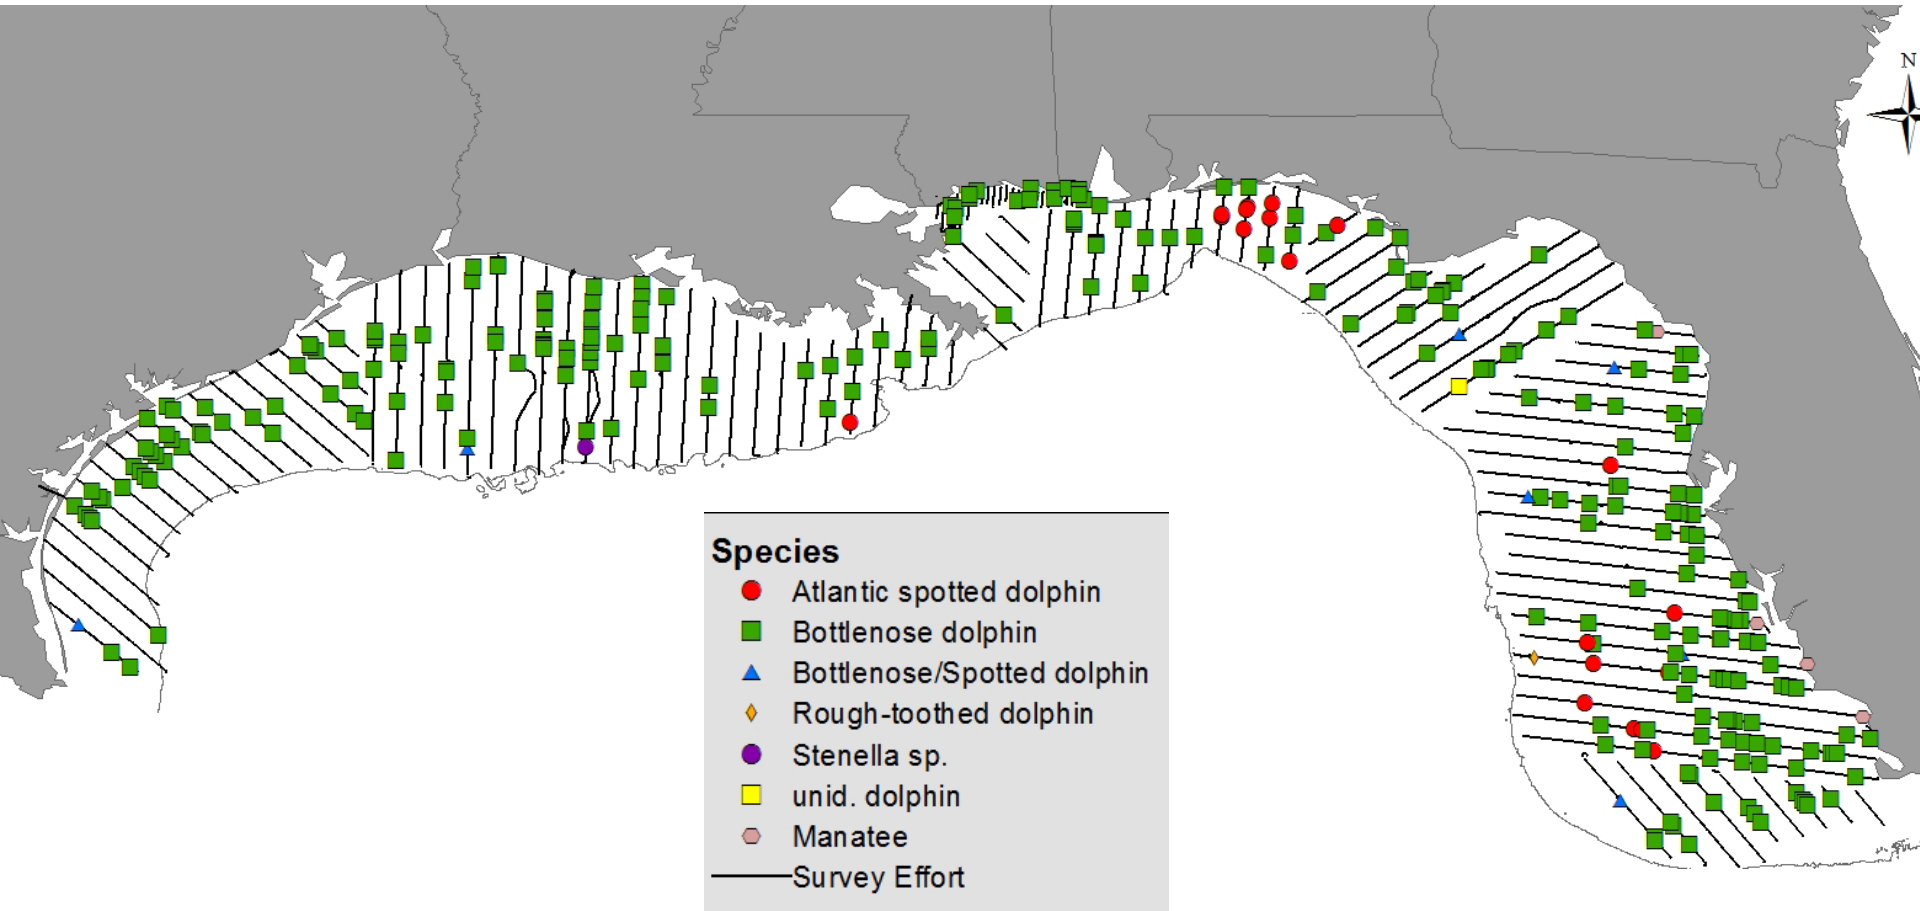 N
Species
Atlantic spotted dolphin
Bottlenose dolphin
Bottlenose/Spotted dolphin
Rough-toothed dolphin
Stenella sp.
unid. dolphin
Manatee
Survey Effort